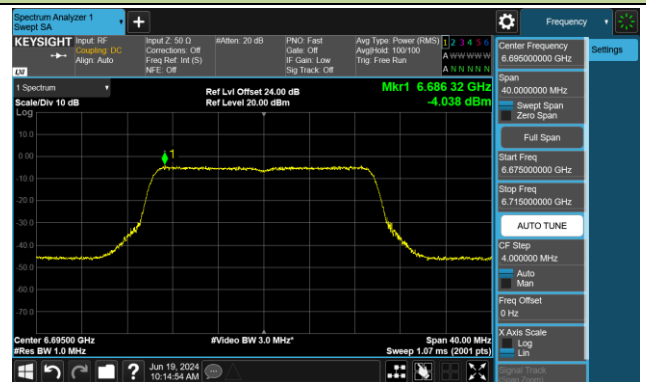 Spectrum Analyzer 1
Swept SA
Frequency
KEYSIGHT
Input: RF
Coupling: DC
Align: Auto
Input Z: 50 Ω
Corrections: Off
Freq Ref: Int (S)
NFE: Off
#Atten: 20 dB
PNO: Fast
Gate: Off
IF Gain: Low
Sig Track: Off
Avg Type: Power (RMS)
Avg|Hold: 100/100
Trig: Free Run
1 2 3 4 5 6
A W W W W W
A N N N N N
LXI
1 Spectrum
Scale/Div 10 dB
Log
Ref Lvl Offset 24.00 dB
Ref Level 20.00 dBm
Mkr1 6.686 32 GHz
-4.038 dBm
10.0
0.00
-10.0
-20.0
-30.0
-40.0
-50.0
-60.0
-70.0
1
Center 6.69500 GHz
#Res BW 1.0 MHz
#Video BW 3.0 MHz*
Span 40.00 MHz
Sweep 1.07 ms (2001 pts)
Center Frequency
6.695000000 GHz
Settings
Span
40.0000000 MHz
Swept Span
Zero Span
Full Span
Start Freq
6.675000000 GHz
Stop Freq
6.715000000 GHz
AUTO TUNE
CF Step
4.000000 MHz
Auto
Man
Freq Offset
0 Hz
X Axis Scale
Log
Lin
Signal Track
Jun 19, 2024
10:14:54 AM